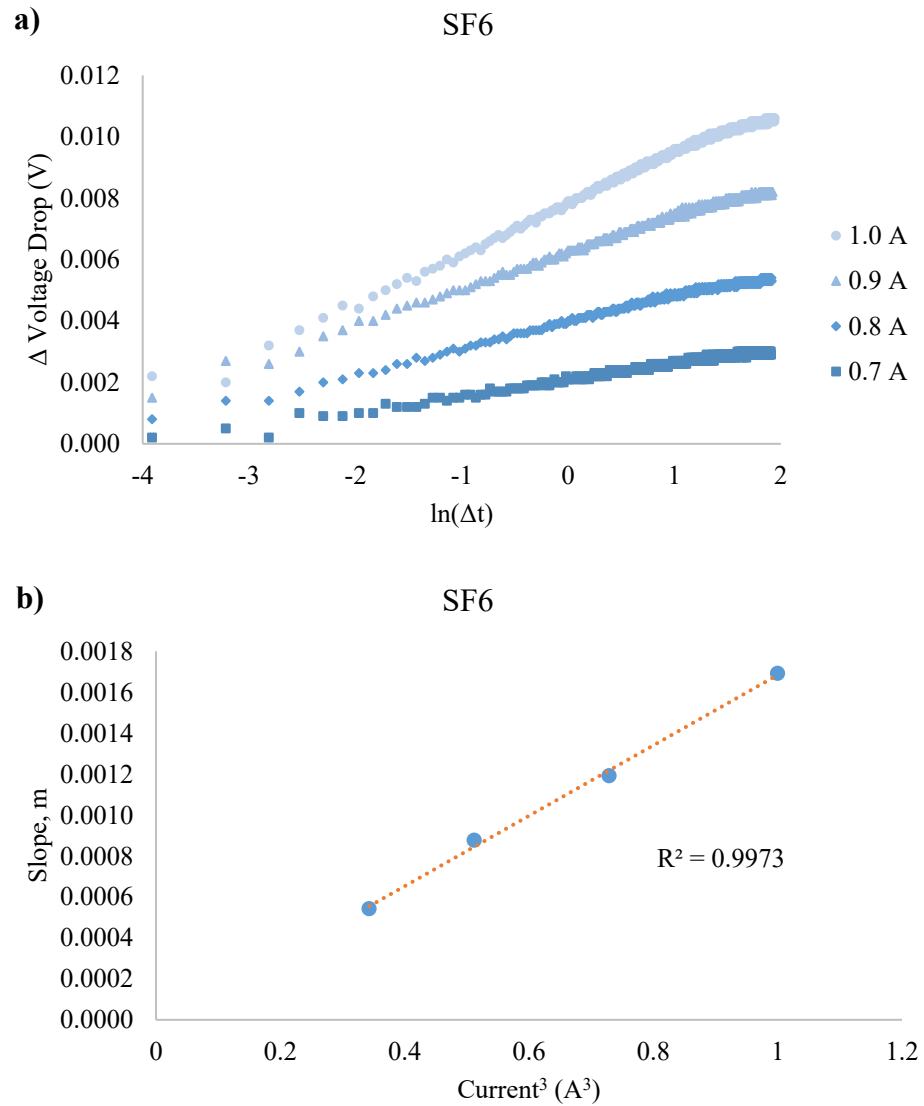 a)
SF6
0.012
0.010
0.008
0.006
0.004
0.002
0.000
Δ Voltage Drop (V)
-4 -3 -2 -1 0 1 2
ln(Δt)
1.0 A
0.9 A
0.8 A
0.7 A
b)
SF6
0.0018
0.0016
0.0014
0.0012
0.0010
0.0008
0.0006
0.0004
0.0002
0.0000
Slope, m
R² = 0.9973
0 0.2 0.4 0.6 0.8 1 1.2
Current³ (A³)